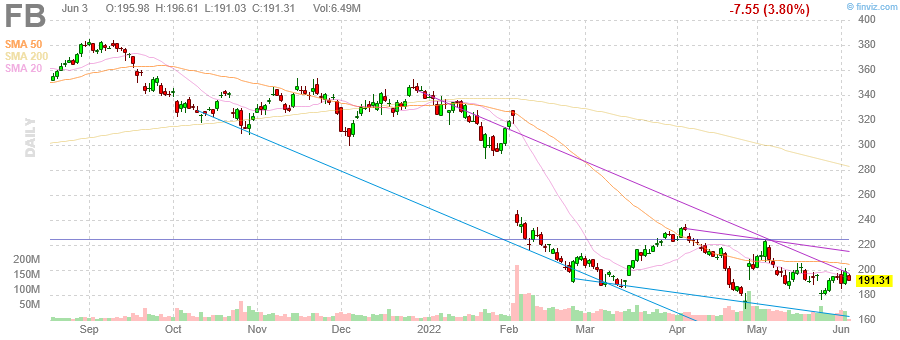 FB Jun 3 O:195.98 H:196.61 L:191.03 C:191.31 Vol:6.49M -7.55 (3.80%) © finviz.com
SMA 50
SMA 200
SMA 20
DAILY
400
380
360
340
320
300
280
260
240
220
200
191.31
180
160
200M
150M
100M
50M
Sep Oct Nov Dec 2022 Feb Mar Apr May Jun